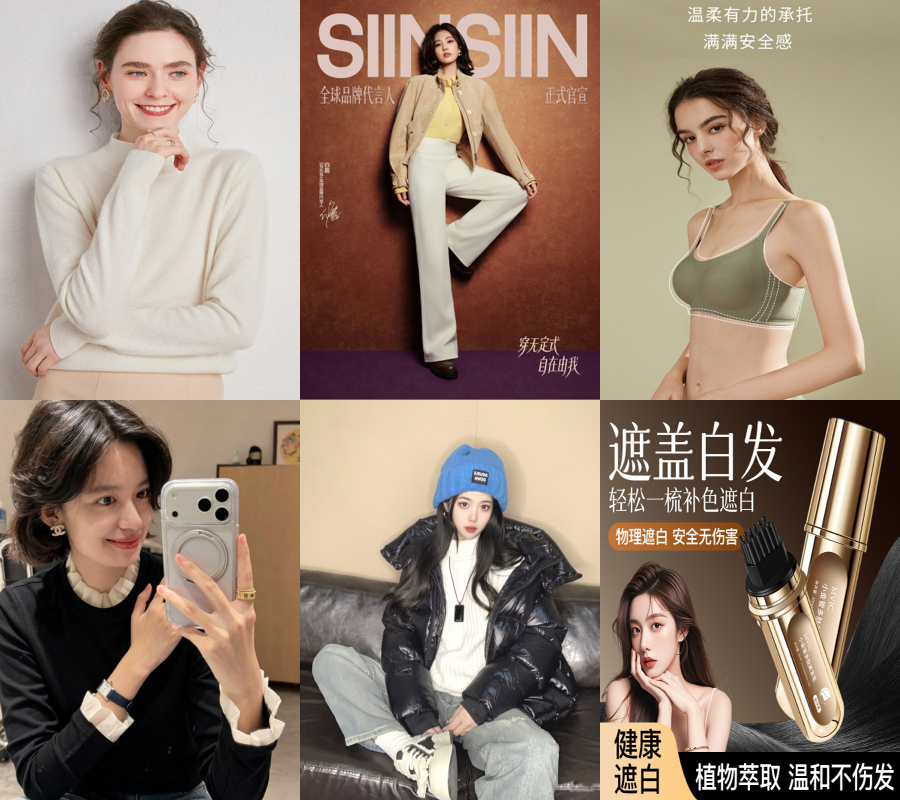 SIINSIIN
全球品牌代言人
正式官宣
穿无定式
自在由我
温柔有力的承托
满满安全感
遮盖白发
轻松一梳补色遮白
物理遮白 安全无伤害
健康
遮白
植物萃取 温和不伤发